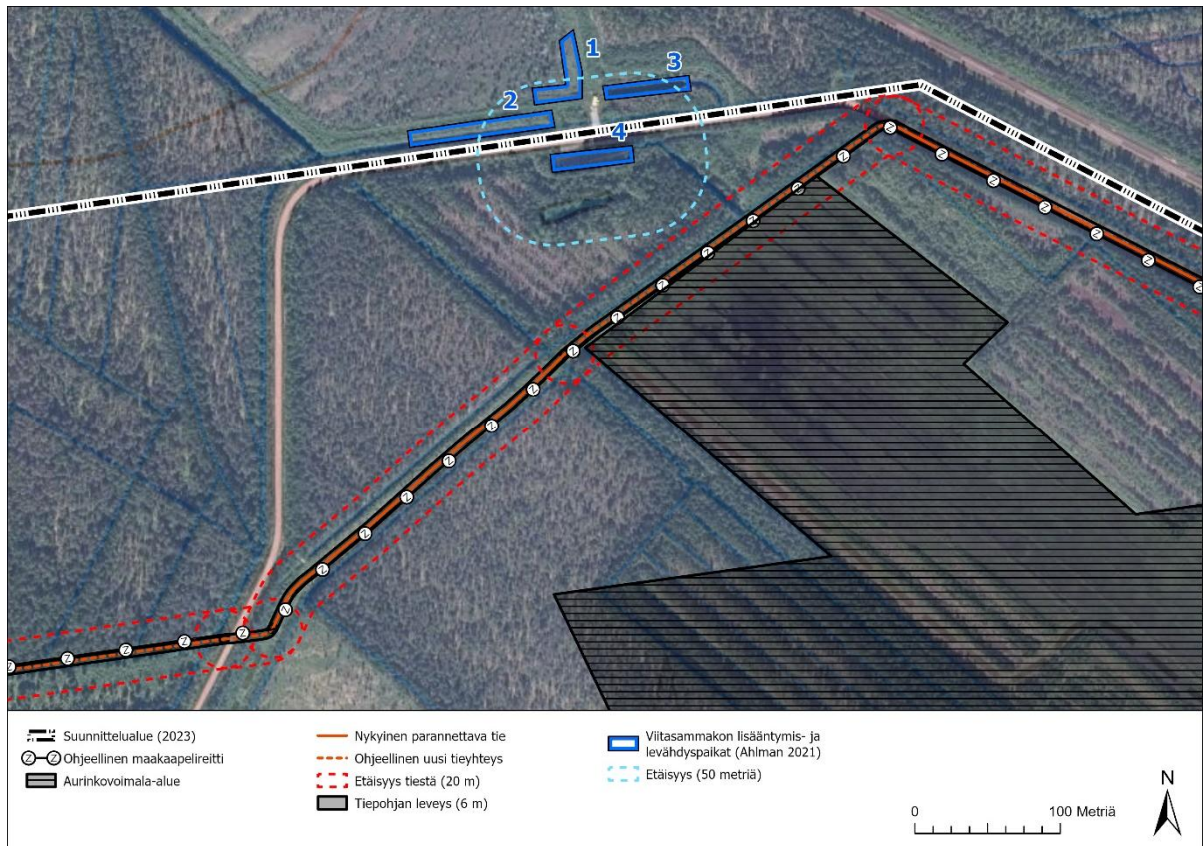 1
3
2
4
Suunnittelualue (2023)
Z Z Ohjeellinen maakaapelireitti
Aurinkovoimala-alue
Nykyinen parannettava tie
Ohjeellinen uusi tieyhteys
Etäisyys tiestä (20 m)
Tiepohjan leveys (6 m)
Viitasammakon lisääntymis- ja
levähdyspaikat (Ahlman 2021)
Etäisyys (50 metriä)
0 100 Metriä
N